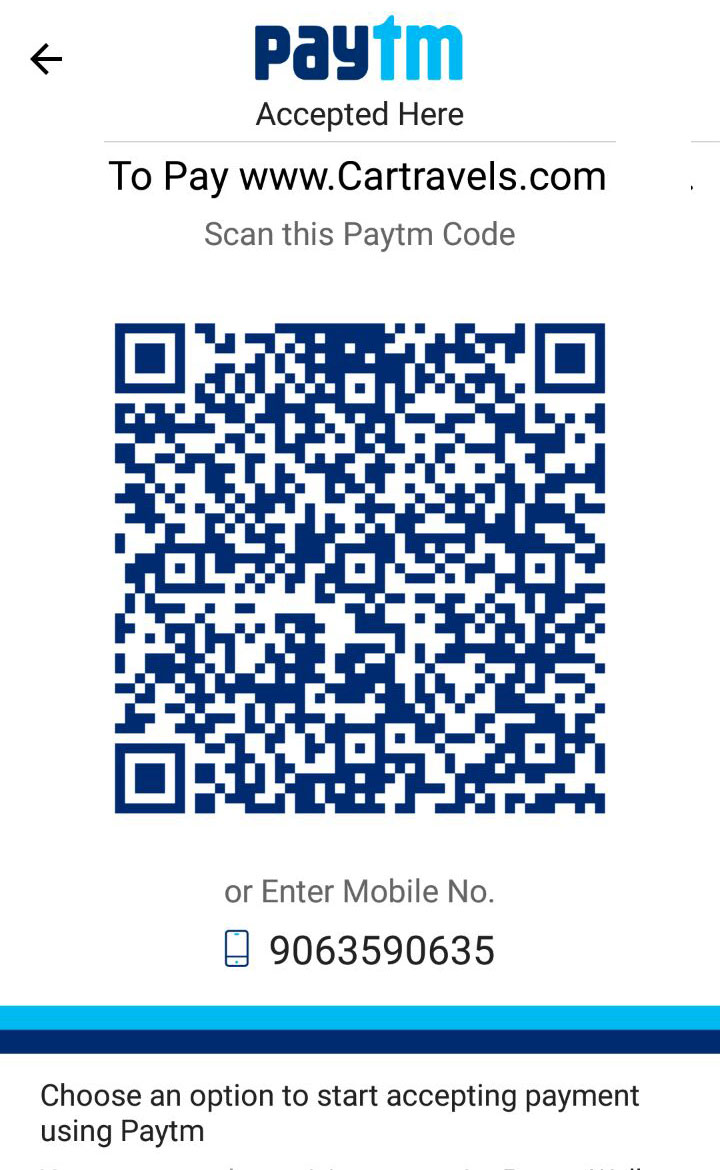 paytm
Accepted Here
To Pay www.Cartravels.com
Scan this Paytm Code
or Enter Mobile No.
9063590635
Choose an option to start accepting payment
using Paytm